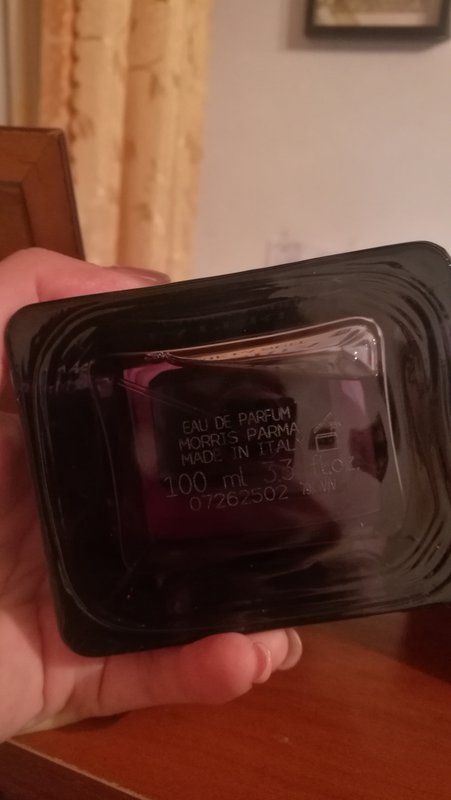 EAU DE PARFUM
MORRIS PARMA
MADE IN ITALY
100 ml 3.3 fl.oz.
07262502